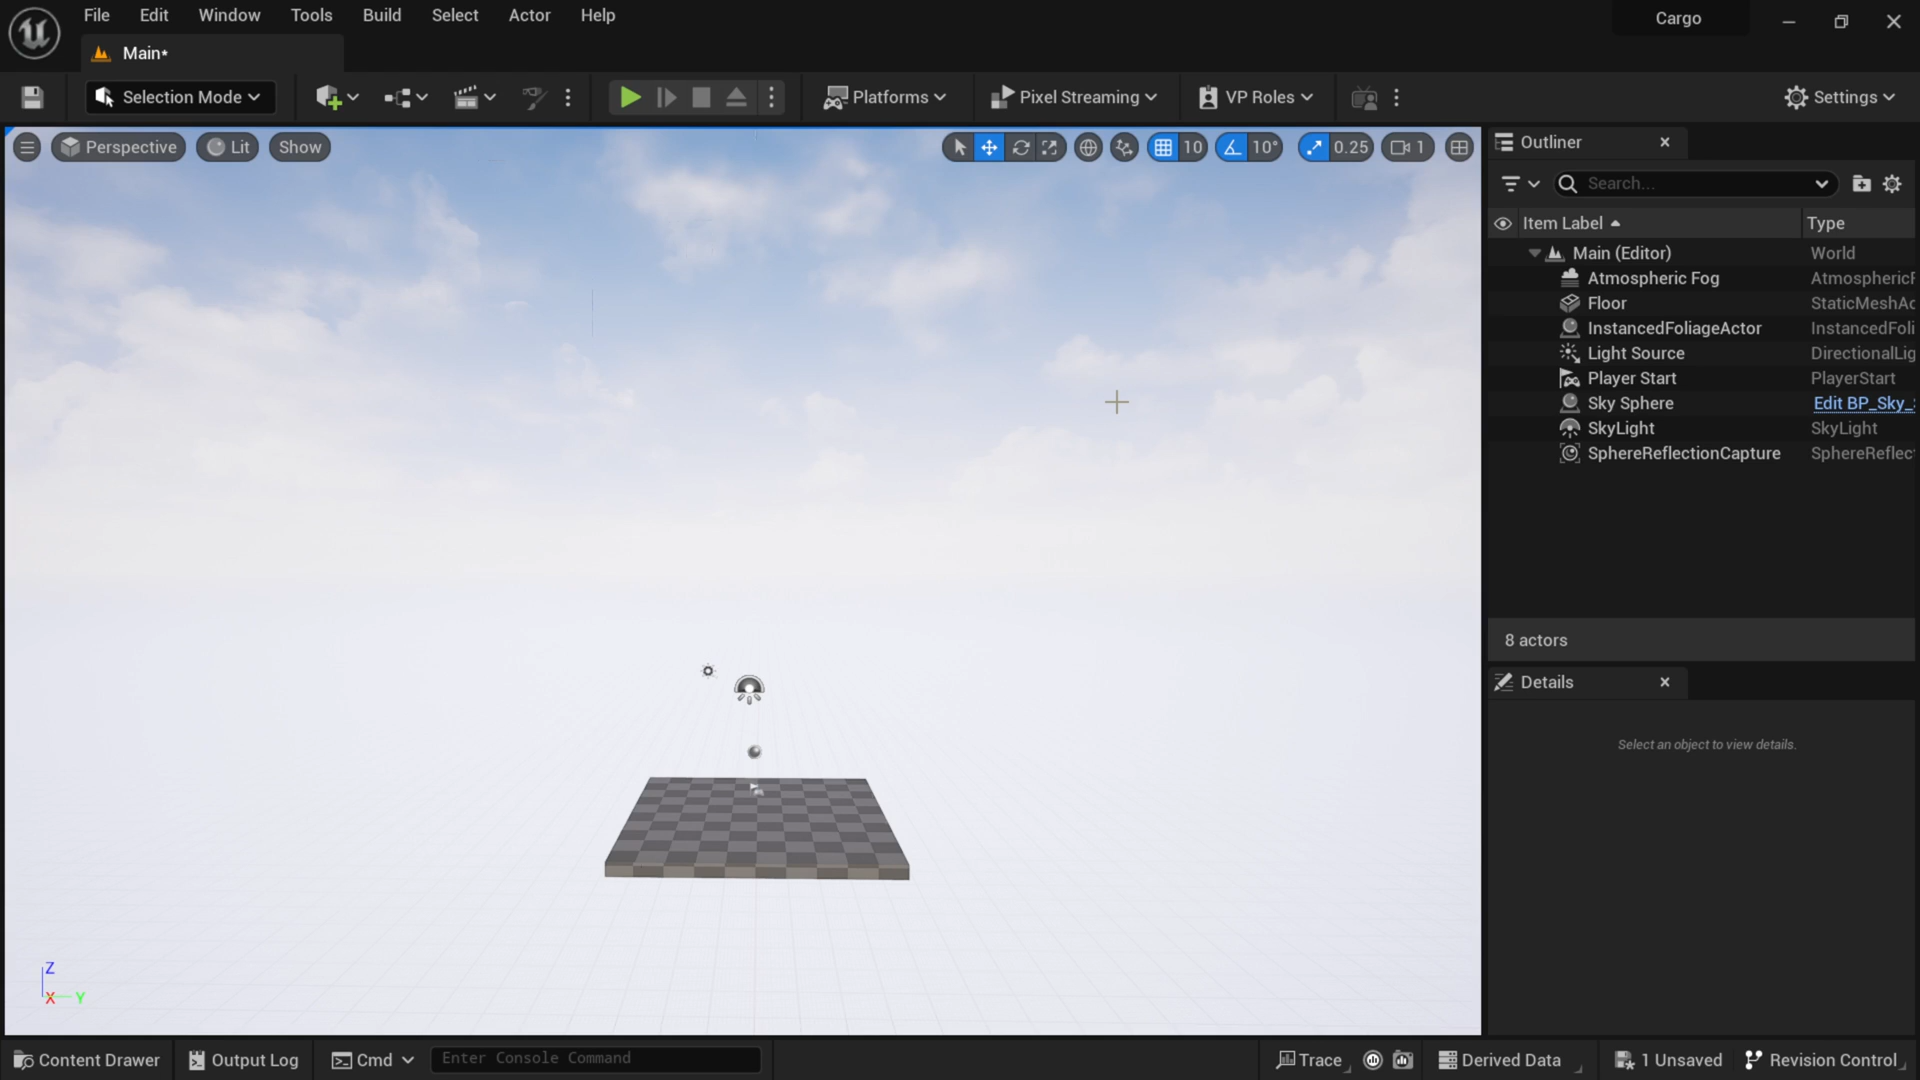 File Edit Window Tools Build Select Actor Help
Cargo
Main*
Selection Mode
Platforms
Pixel Streaming
VP Roles
Settings
Perspective
Lit
Show
10
10°
0.25
1
Outliner
Search...
Item Label
Type
Main (Editor) World
Atmospheric Fog AtmosphericF
Floor StaticMeshAc
InstancedFoliageActor InstancedFoli
Light Source DirectionalLig
Player Start PlayerStart
Sky Sphere Edit BP_Sky_
SkyLight SkyLight
SphereReflectionCapture SphereReflec
8 actors
Details
Select an object to view details.
Z
X Y
Content Drawer
Output Log
Cmd
Enter Console Command
Trace
Derived Data
1 Unsaved
Revision Control